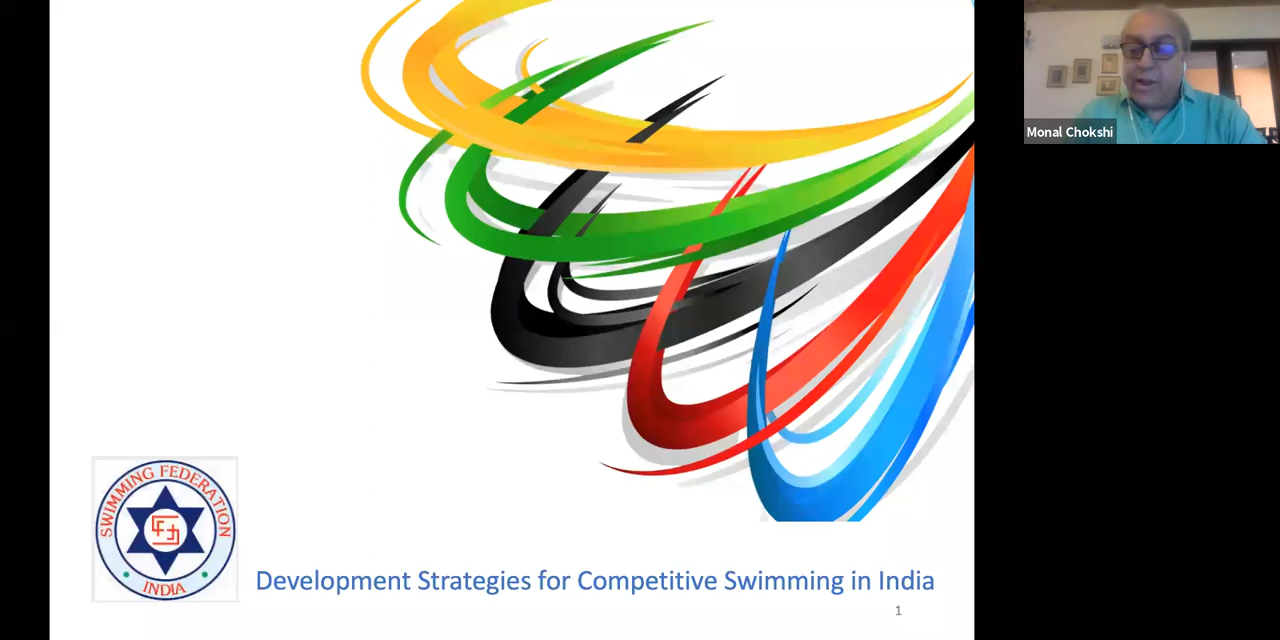 Monal Chokshi
SWIMMING FEDERATION
INDIA
Development Strategies for Competitive Swimming in India
1